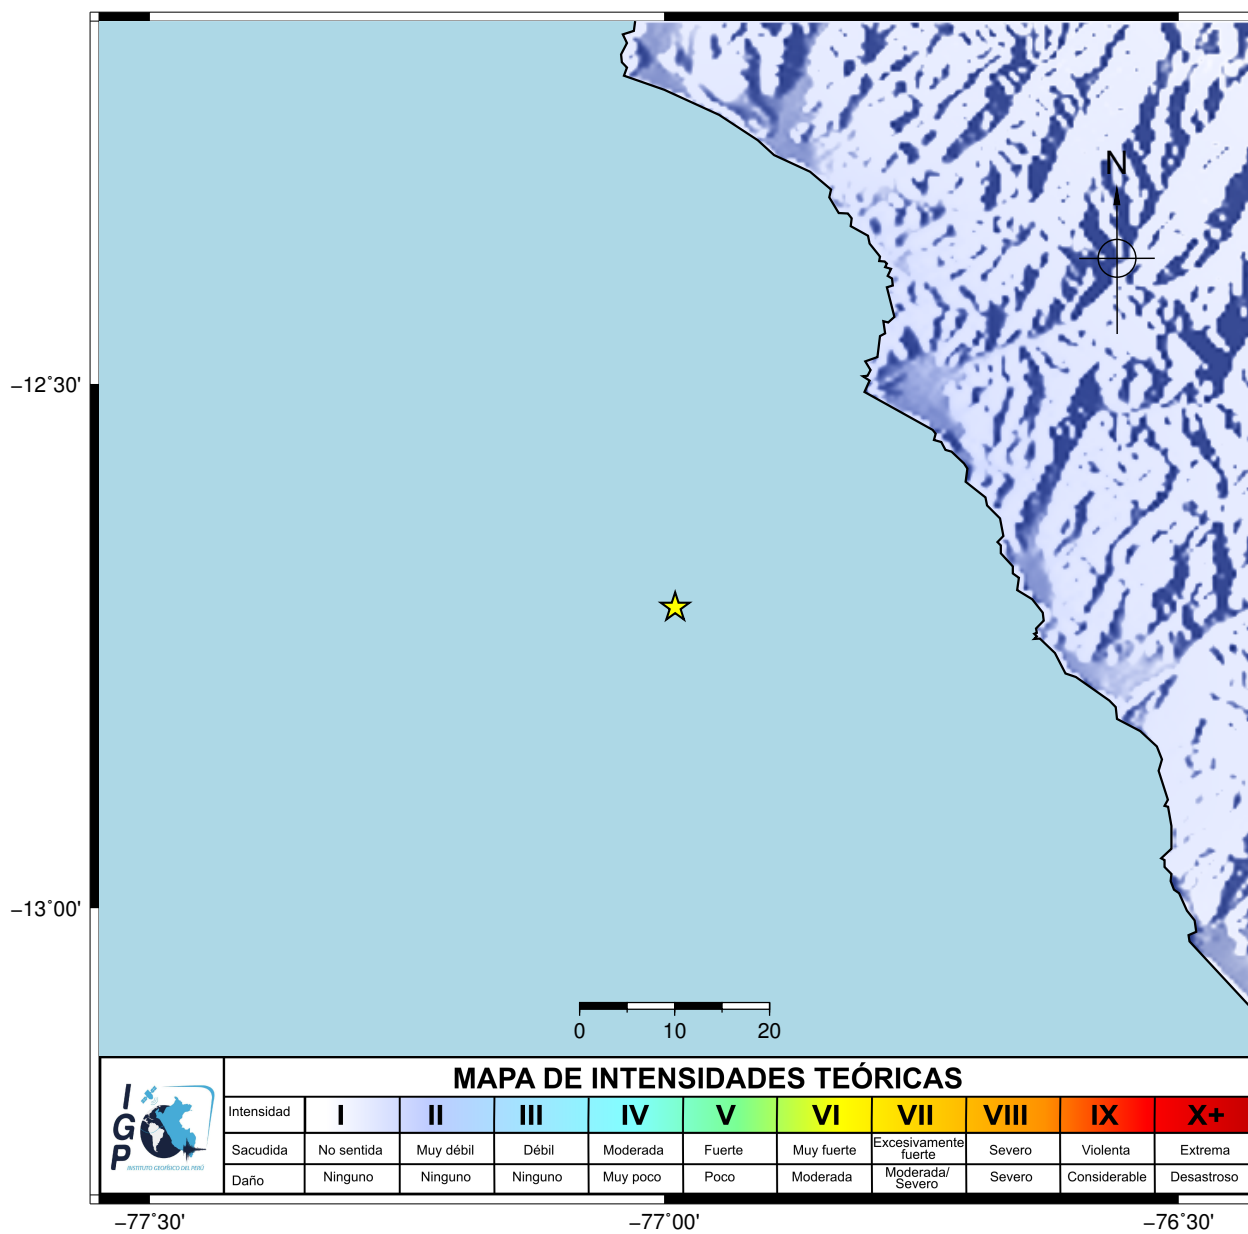 N
−12˚30'
−13˚00'
0 10 20
MAPA DE INTENSIDADES TEÓRICAS
IGP
INSTITUTO GEOFÍSICO DEL PERÚ
Intensidad I II III IV V VI VII VIII IX X+
Sacudida No sentida Muy débil Débil Moderada Fuerte Muy fuerte Excesivamente fuerte Severo Violenta Extrema
Daño Ninguno Ninguno Ninguno Muy poco Poco Moderada Moderada/ Severo Severo Considerable Desastroso
−77˚30' −77˚00' −76˚30'